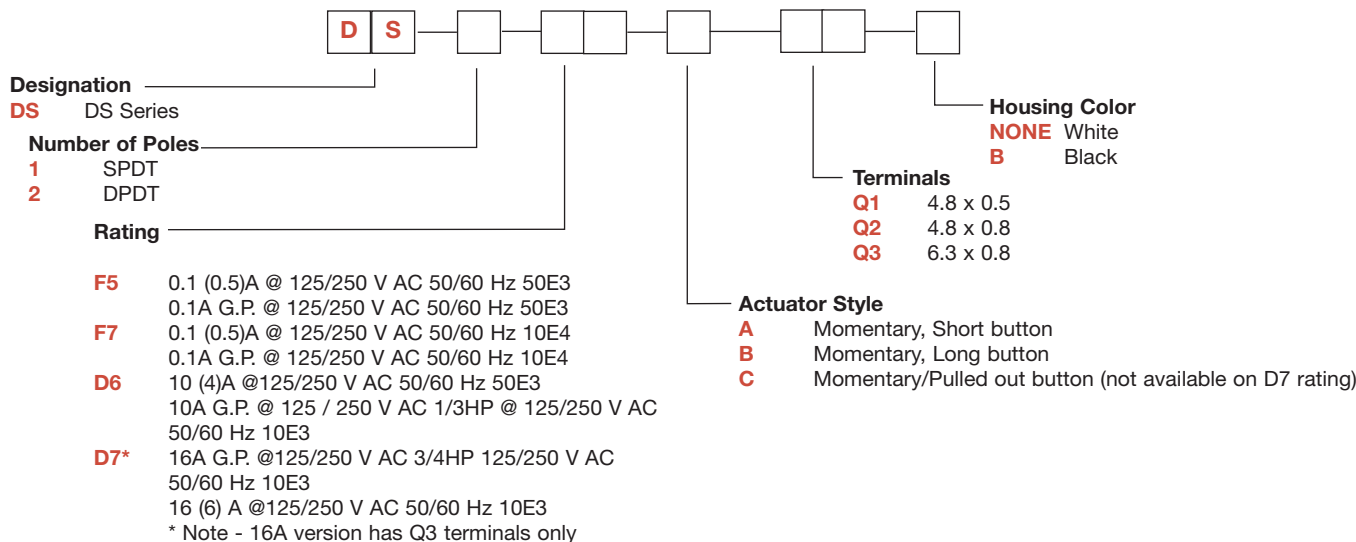 D S
Designation
DS DS Series
Number of Poles
1 SPDT
2 DPDT
Rating
F5 0.1 (0.5)A @ 125/250 V AC 50/60 Hz 50E3
0.1A G.P. @ 125/250 V AC 50/60 Hz 50E3
F7 0.1 (0.5)A @ 125/250 V AC 50/60 Hz 10E4
0.1A G.P. @ 125/250 V AC 50/60 Hz 10E4
D6 10 (4)A @125/250 V AC 50/60 Hz 50E3
10A G.P. @ 125 / 250 V AC 1/3HP @ 125/250 V AC
50/60 Hz 10E3
D7* 16A G.P. @125/250 V AC 3/4HP 125/250 V AC
50/60 Hz 10E3
16 (6) A @125/250 V AC 50/60 Hz 10E3
* Note - 16A version has Q3 terminals only
Actuator Style
A Momentary, Short button
B Momentary, Long button
C Momentary/Pulled out button (not available on D7 rating)
Terminals
Q1 4.8 x 0.5
Q2 4.8 x 0.8
Q3 6.3 x 0.8
Housing Color
NONE White
B Black